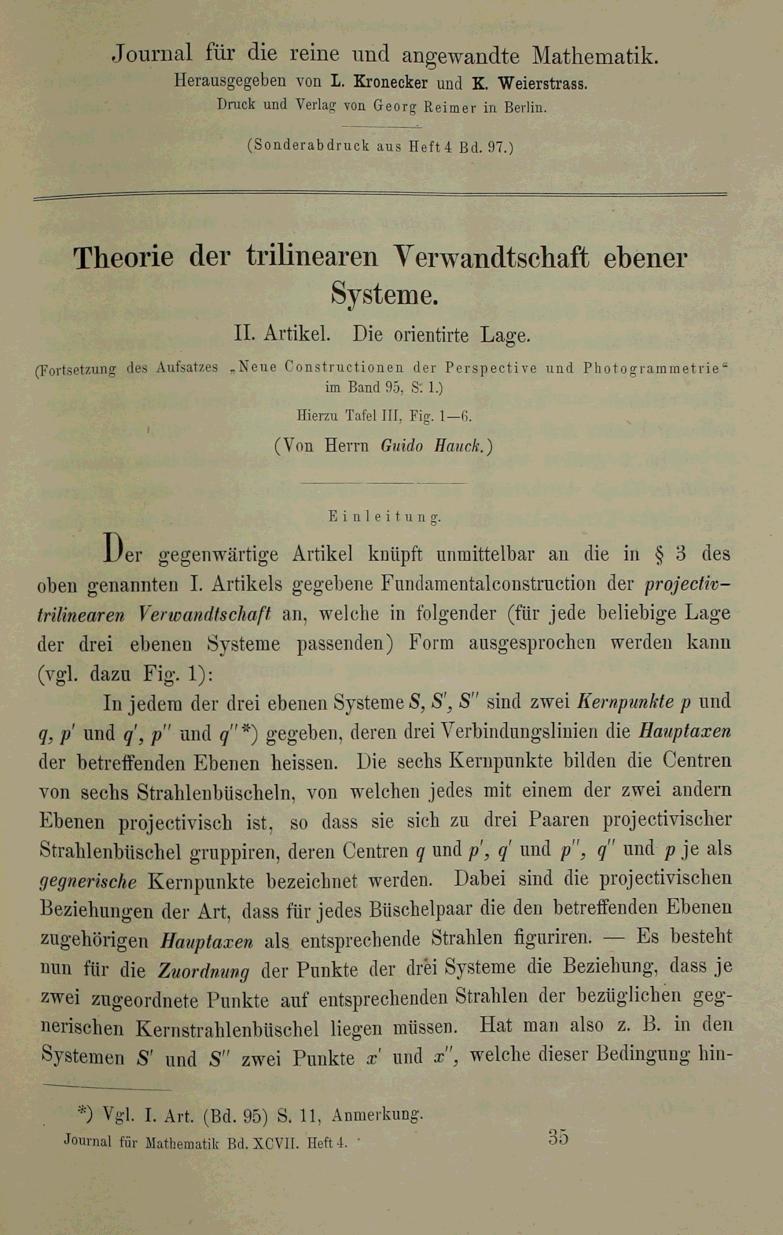 Journal für die reine und angewandte Mathematik.
Herausgegeben von L. Kronecker und K. Weierstrass.
Druck und Verlag von Georg Reimer in Berlin.
(Sonderabdruck aus Heft 4 Bd. 97.)
Theorie der trilinearen Verwandtschaft ebener
Systeme.
II. Artikel. Die orientirte Lage.
(Fortsetzung des Aufsatzes „Neue Constructionen der Perspective und Photogrammetrie“
im Band 95, S. 1.)
Hierzu Tafel III, Fig. 1—6.
(Von Herrn Guido Hauck.)
Einleitung.
Der gegenwärtige Artikel knüpft unmittelbar an die in § 3 des
oben genannten I. Artikels gegebene Fundamentalconstruction der projectiv-
trilinearen Verwandtschaft an, welche in folgender (für jede beliebige Lage
der drei ebenen Systeme passenden) Form ausgesprochen werden kann
(vgl. dazu Fig. 1):
In jedem der drei ebenen Systeme S, S', S'' sind zwei Kernpunkte p und
q, p' und q', p'' und q''*) gegeben, deren drei Verbindungslinien die Hauptaxen
der betreffenden Ebenen heissen. Die sechs Kernpunkte bilden die Centren
von sechs Strahlenbüscheln, von welchen jedes mit einem der zwei andern
Ebenen projectivisch ist, so dass sie sich zu drei Paaren projectivischer
Strahlenbüschel gruppiren, deren Centren q und p', q' und p'', q'' und p je als
gegnerische Kernpunkte bezeichnet werden. Dabei sind die projectivischen
Beziehungen der Art, dass für jedes Büschelpaar die den betreffenden Ebenen
zugehörigen Hauptaxen als entsprechende Strahlen figuriren. — Es besteht
nun für die Zuordnung der Punkte der drei Systeme die Beziehung, dass je
zwei zugeordnete Punkte auf entsprechenden Strahlen der bezüglichen geg-
nerischen Kernstrahlenbüschel liegen müssen. Hat man also z. B. in den
Systemen S' und S'' zwei Punkte x' und x'', welche dieser Bedingung hin-
*) Vgl. I. Art. (Bd. 95) S. 11, Anmerkung.
Journal für Mathematik Bd. XCVII. Heft 4.
35